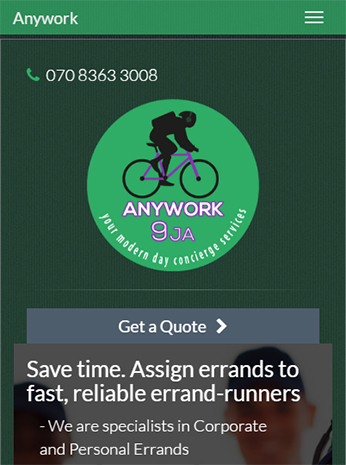 Anywork
070 8363 3008
ANYWORK
9JA
your modern day concierge services
Get a Quote
Save time. Assign errands to
fast, reliable errand-runners
- We are specialists in Corporate
and Personal Errands